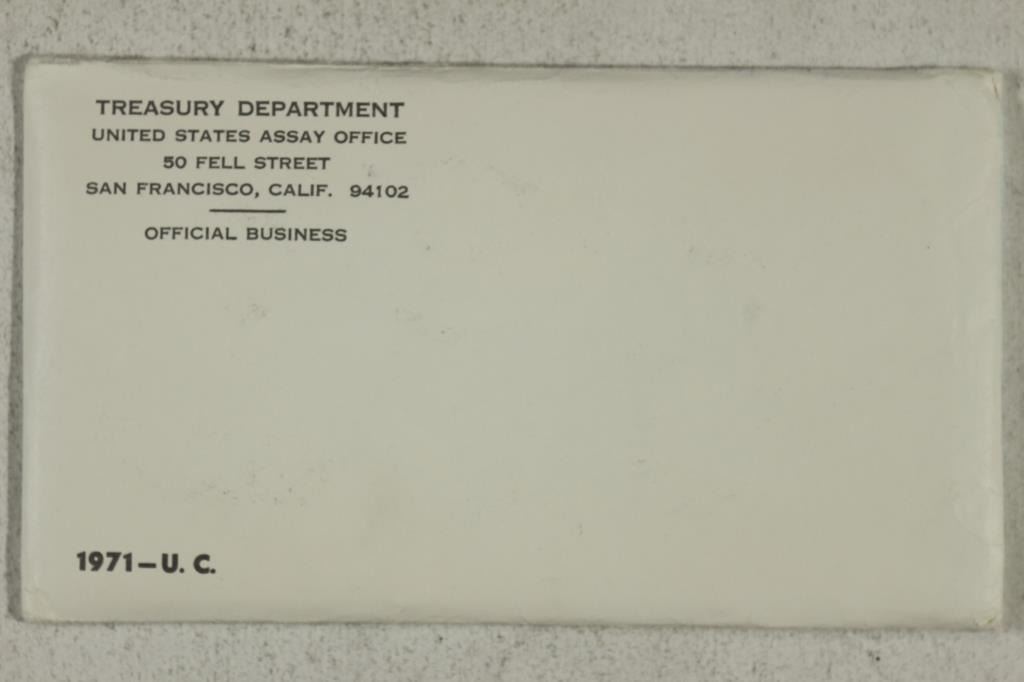 TREASURY DEPARTMENT
UNITED STATES ASSAY OFFICE
50 FELL STREET
SAN FRANCISCO, CALIF. 94102
OFFICIAL BUSINESS
1971-U. C.